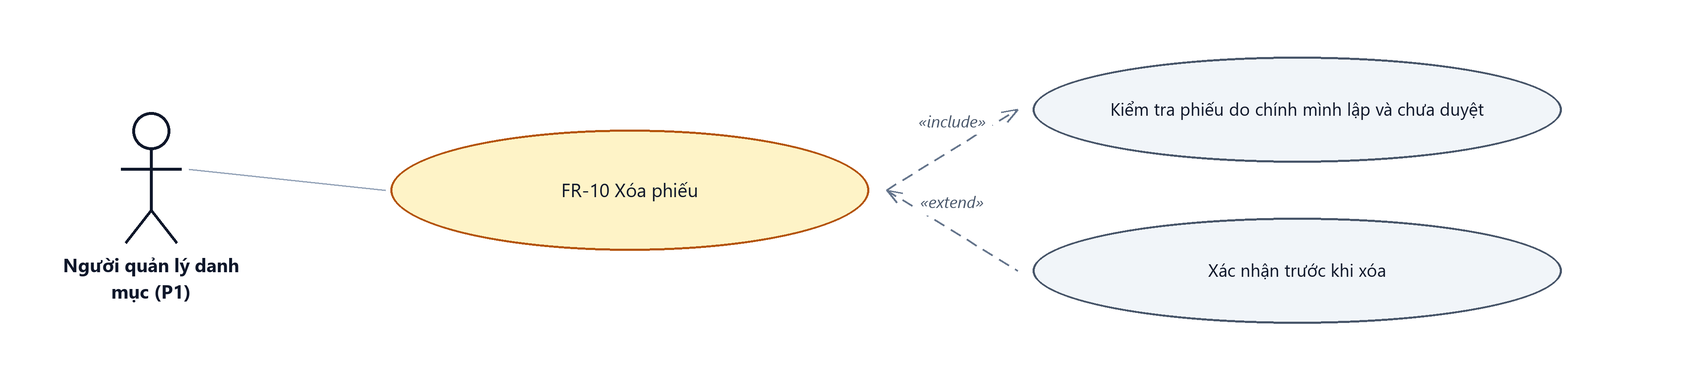 Người quản lý danh
mục (P1)
FR-10 Xóa phiếu
«include»
«extend»
Kiểm tra phiếu do chính mình lập và chưa duyệt
Xác nhận trước khi xóa